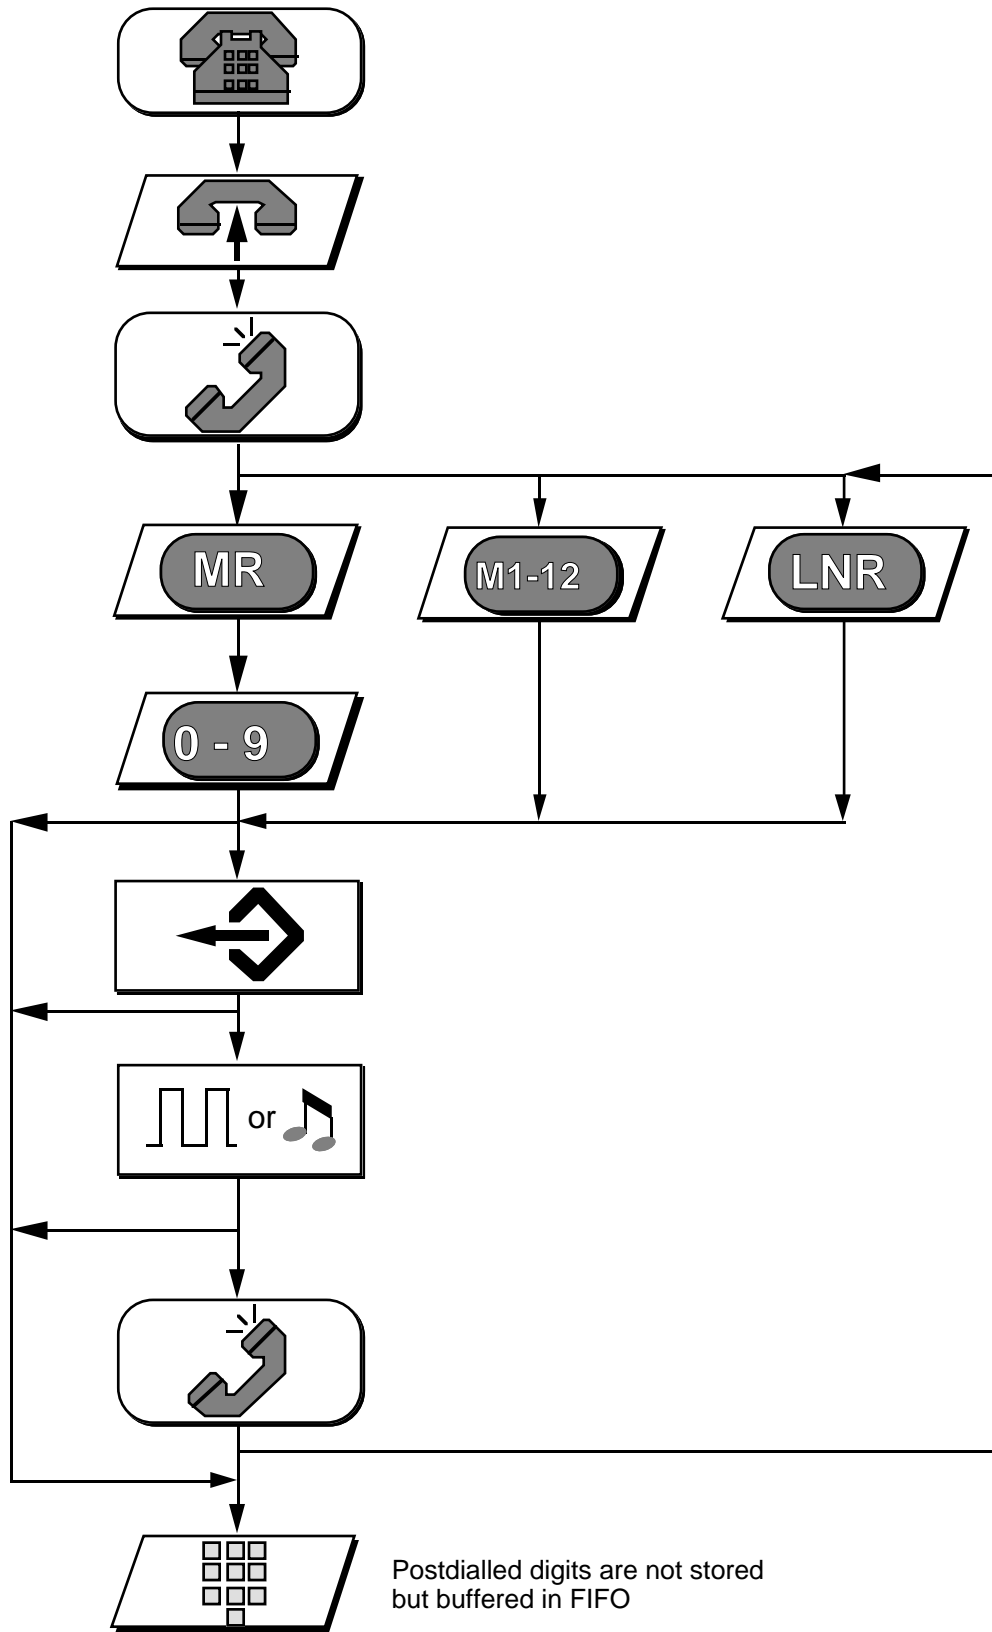 MR
M1-12
LNR
0 - 9
or
Postdialled digits are not stored
but buffered in FIFO